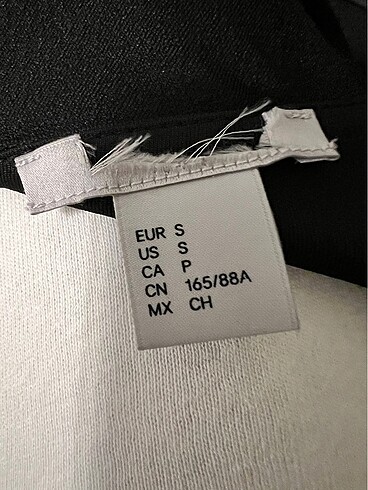 EUR S
US S
CA P
CN 165/88A
MX CH